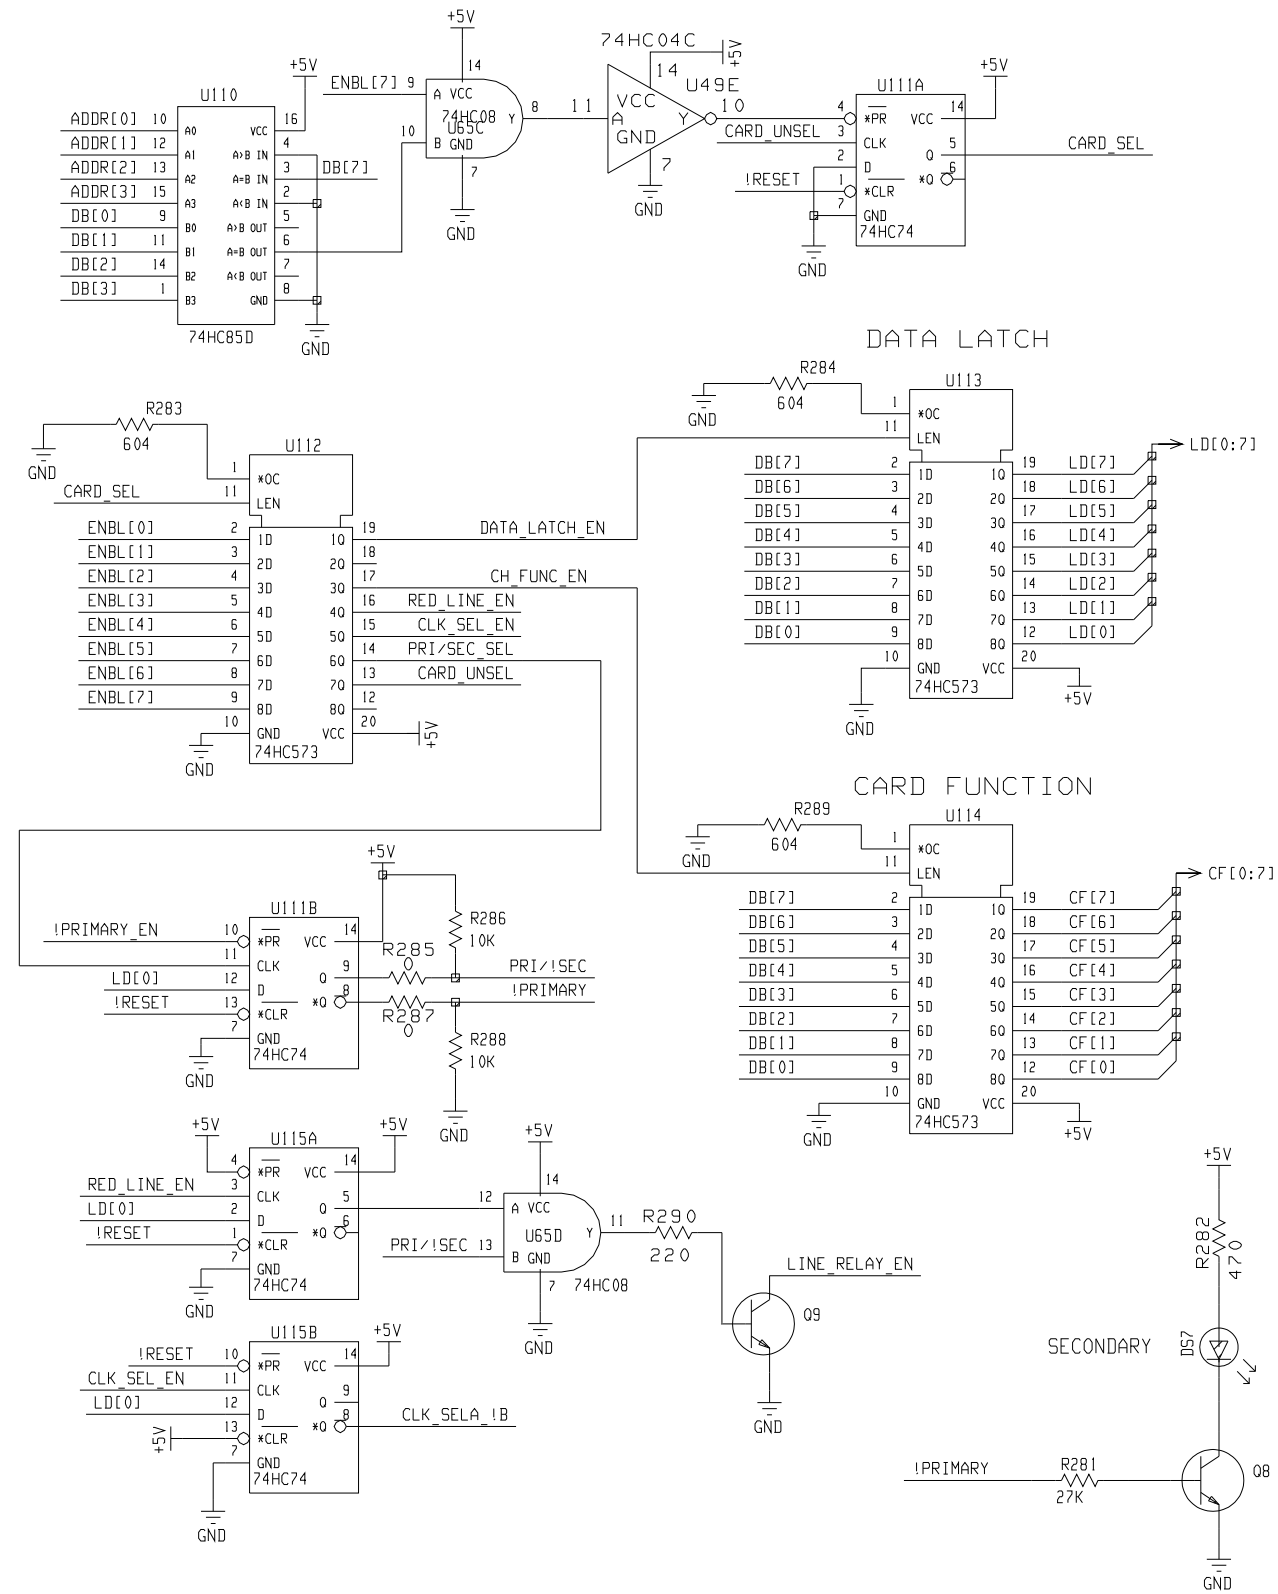 +5V
74HC04C
+5V
14
14
U49E
+5V
ENBL[7] 9
A VCC
74HC08
U65C
Y
8
10
B GND
7
GND
11
VCC
A
Y
GND
7
GND
10
U111A
4
*PR
VCC
14
CARD_UNSEL
3
CLK
Q
5
CARD_SEL
2
D
*Q
6
!RESET
1
*CLR
7
GND
74HC74
GND
+5V
U110
ADDR[0] 10 A0 VCC 16
ADDR[1] 12 A1 A>B IN 4
ADDR[2] 13 A2 A=B IN 3 DB[7]
ADDR[3] 15 A3 A<B IN 2
DB[0] 9 B0 A>B OUT 5
DB[1] 11 B1 A=B OUT 6
DB[2] 14 B2 A<B OUT 7
DB[3] 1 B3 GND 8
74HC85D
GND
DATA LATCH
R284
604
GND
U113
1 *OC
11 LEN
DB[7] 2 1D 1Q 19 LD[7]
DB[6] 3 2D 2Q 18 LD[6]
DB[5] 4 3D 3Q 17 LD[5]
DB[4] 5 4D 4Q 16 LD[4]
DB[3] 6 5D 5Q 15 LD[3]
DB[2] 7 6D 6Q 14 LD[2]
DB[1] 8 7D 7Q 13 LD[1]
DB[0] 9 8D 8Q 12 LD[0]
10 GND VCC 20
74HC573
GND
+5V
LD[0:7]
R283
604
GND
U112
1 *OC
CARD_SEL 11 LEN
ENBL[0] 2 1D 1Q 19 DATA_LATCH_EN
ENBL[1] 3 2D 2Q 18
ENBL[2] 4 3D 3Q 17 CH_FUNC_EN
ENBL[3] 5 4D 4Q 16 RED_LINE_EN
ENBL[4] 6 5D 5Q 15 CLK_SEL_EN
ENBL[5] 7 6D 6Q 14 PRI/SEC_SEL
ENBL[6] 8 7D 7Q 13 CARD_UNSEL
ENBL[7] 9 8D 8Q 12
10 GND VCC 20
+5V
74HC573
GND
CARD FUNCTION
R289
604
GND
U114
1 *OC
11 LEN
DB[7] 2 1D 1Q 19 CF[7]
DB[6] 3 2D 2Q 18 CF[6]
DB[5] 4 3D 3Q 17 CF[5]
DB[4] 5 4D 4Q 16 CF[4]
DB[3] 6 5D 5Q 15 CF[3]
DB[2] 7 6D 6Q 14 CF[2]
DB[1] 8 7D 7Q 13 CF[1]
DB[0] 9 8D 8Q 12 CF[0]
10 GND VCC 20
74HC573
GND
+5V
CF[0:7]
+5V
U111B
!PRIMARY_EN 10 *PR VCC 14
11 CLK
LD[0] 12 D Q 9
!RESET 13 *CLR *Q 8
7 GND
74HC74
GND
R286
10K
R285
0
PRI/!SEC
!PRIMARY
R287
0
R288
10K
GND
+5V
+5V
U115A
4 *PR VCC 14
RED_LINE_EN 3 CLK Q 5
LD[0] 2 D *Q 6
!RESET 1 *CLR
7 GND
74HC74
GND
+5V
14
12 A VCC
U65D
Y 11
PRI/!SEC 13 B GND
7
74HC08
GND
R290
220
LINE_RELAY_EN
Q9
GND
U115B
+5V
!RESET 10 *PR VCC 14
CLK_SEL_EN 11 CLK Q 9
LD[0] 12 D *Q 8 CLK_SELA_!B
+5V
13 *CLR
7 GND
74HC74
GND
+5V
R282
470
SECONDARY
DS7
!PRIMARY
R281
27K
Q8
GND